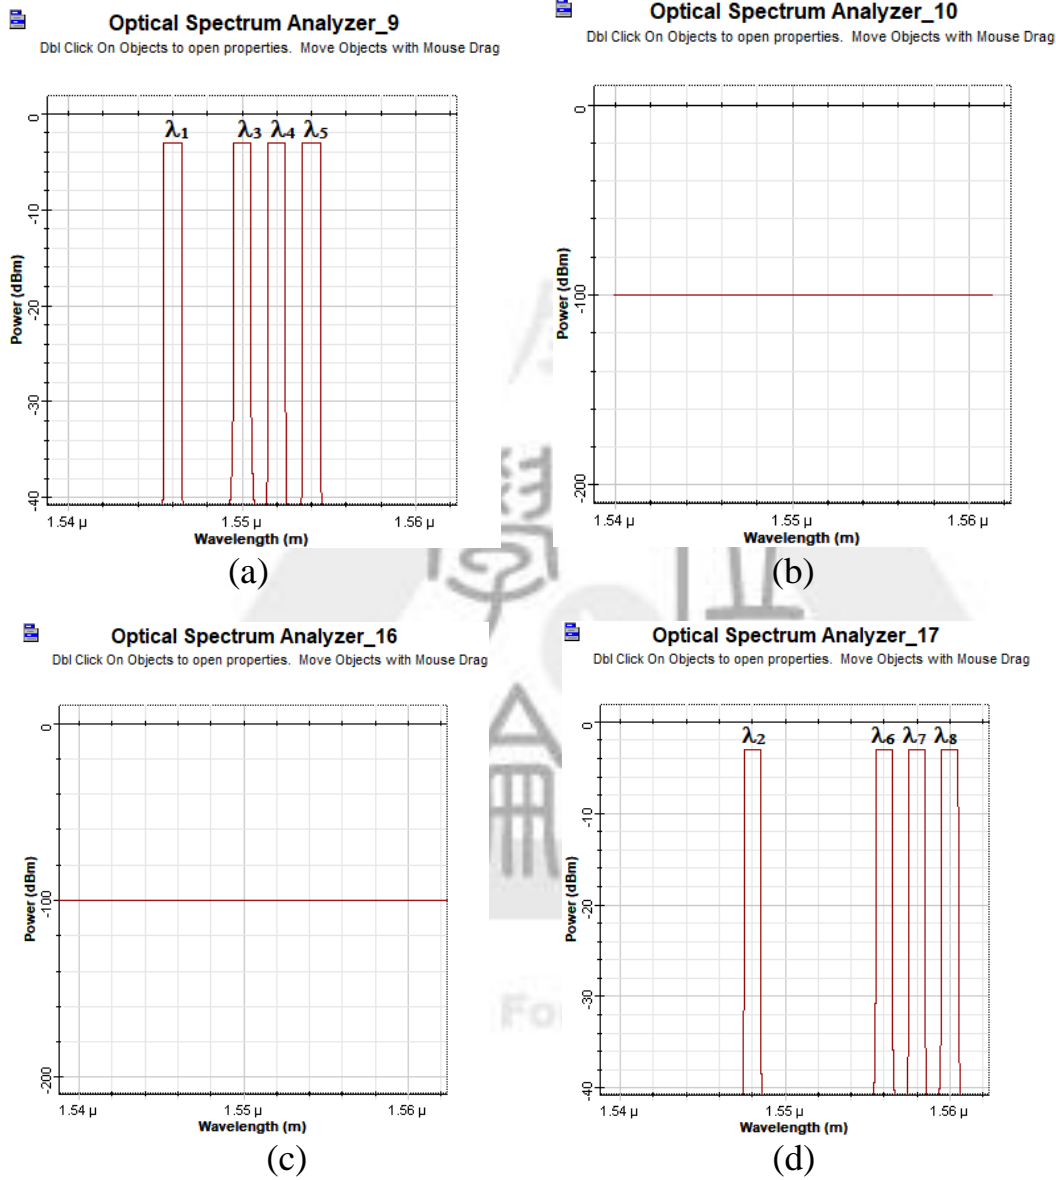 Optical Spectrum Analyzer_9
Dbl Click On Objects to open properties. Move Objects with Mouse Drag
λ1 λ3 λ4 λ5
0
-10
-20
-30
-40
Power (dBm)
1.54 µ 1.55 µ 1.56 µ
Wavelength (m)
(a)
Optical Spectrum Analyzer_10
Dbl Click On Objects to open properties. Move Objects with Mouse Drag
0
-100
-200
Power (dBm)
1.54 µ 1.55 µ 1.56 µ
Wavelength (m)
(b)
Optical Spectrum Analyzer_16
Dbl Click On Objects to open properties. Move Objects with Mouse Drag
0
-100
-200
Power (dBm)
1.54 µ 1.55 µ 1.56 µ
Wavelength (m)
(c)
Optical Spectrum Analyzer_17
Dbl Click On Objects to open properties. Move Objects with Mouse Drag
λ2 λ6 λ7 λ8
0
-10
-20
-30
-40
Power (dBm)
1.54 µ 1.55 µ 1.56 µ
Wavelength (m)
(d)